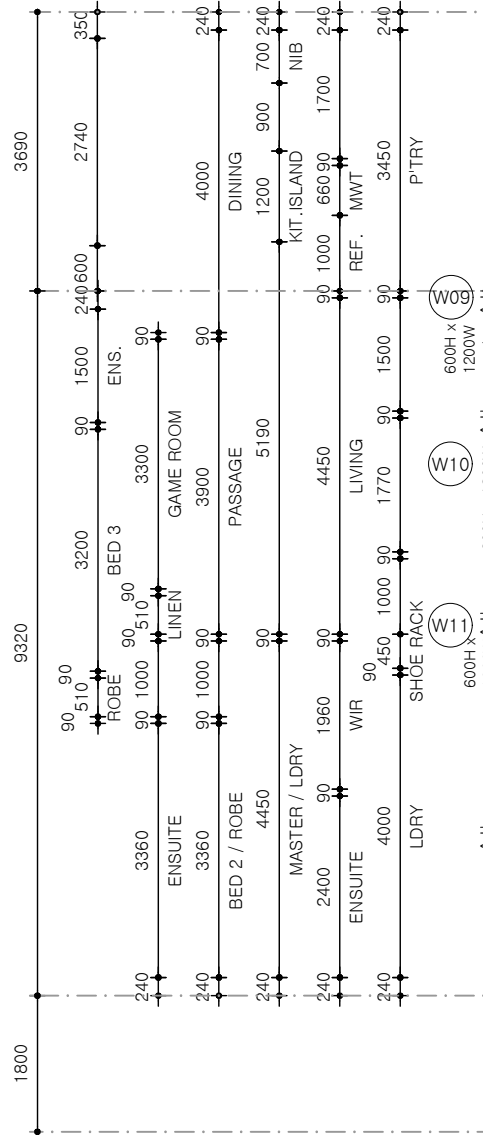 1800 9320 3690
90 510 90 3200 90 1500 240 600 2740 350
ROBE BED 3 ENS.
240 3360 90 1000 90 510 90 3300 90
ENSUITE LINEN GAME ROOM
240 3360 90 1000 90 3900 90 4000 240
BED 2 / ROBE PASSAGE DINING
240 4450 90 5190 1200 900 700 240
MASTER / LDRY KIT.ISLAND NIB
240 2400 90 1960 90 4450 90 1000 660 90 1700 240
ENSUITE WIR LIVING REF. MWT
240 4000 90 450 1000 90 1770 90 1500 90 3450 240
LDRY SHOE RACK P'TRY
W11 W10 W09
600H x 600H x
1200W